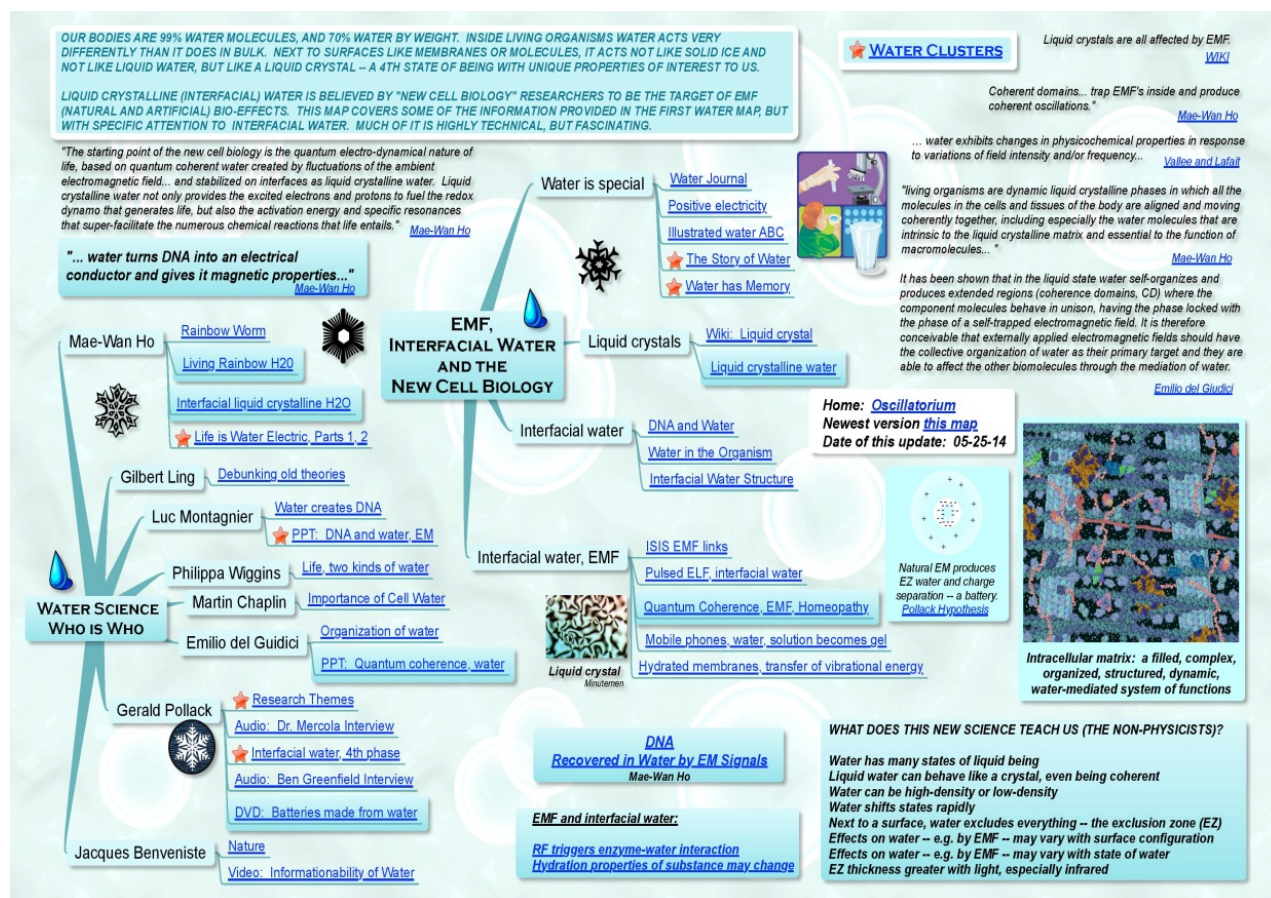 OUR BODIES ARE 99% WATER MOLECULES, AND 70% WATER BY WEIGHT. INSIDE LIVING ORGANISMS WATER ACTS VERY
DIFFERENTLY THAN IT DOES IN BULK. NEXT TO SURFACES LIKE MEMBRANES OR MOLECULES, IT ACTS NOT LIKE SOLID ICE AND
NOT LIKE LIQUID WATER, BUT LIKE A LIQUID CRYSTAL -- A 4TH STATE OF BEING WITH UNIQUE PROPERTIES OF INTEREST TO US.
LIQUID CRYSTALLINE (INTERFACIAL) WATER IS BELIEVED BY "NEW CELL BIOLOGY" RESEARCHERS TO BE THE TARGET OF EMF
(NATURAL AND ARTIFICIAL) BIO-EFFECTS. THIS MAP COVERS SOME OF THE INFORMATION PROVIDED IN THE FIRST WATER MAP, BUT
WITH SPECIFIC ATTENTION TO INTERFACIAL WATER. MUCH OF IT IS HIGHLY TECHNICAL, BUT FASCINATING.
"The starting point of the new cell biology is the quantum electro-dynamical nature of
life, based on quantum coherent water created by fluctuations of the ambient
electromagnetic field... and stabilized on interfaces as liquid crystalline water. Liquid
crystalline water not only provides the excited electrons and protons to fuel the redox
dynamo that generates life, but also the activation energy and specific resonances
that super-facilitate the numerous chemical reactions that life entails."
Mae-Wan Ho
"... water turns DNA into an electrical
conductor and gives it magnetic properties..."
Mae-Wan Ho
WATER SCIENCE
WHO IS WHO
Mae-Wan Ho
Rainbow Worm
Living Rainbow H20
Interfacial liquid crystalline H2O
Life is Water Electric, Parts 1, 2
Gilbert Ling
Debunking old theories
Luc Montagnier
Water creates DNA
PPT: DNA and water, EM
Philippa Wiggins
Life, two kinds of water
Martin Chaplin
Importance of Cell Water
Emilio del Guidici
Organization of water
PPT: Quantum coherence, water
Gerald Pollack
Research Themes
Audio: Dr. Mercola Interview
Interfacial water, 4th phase
Audio: Ben Greenfield Interview
DVD: Batteries made from water
Jacques Benveniste
Nature
Video: Informationability of Water
EMF,
INTERFACIAL WATER
AND THE
NEW CELL BIOLOGY
Water is special
Water Journal
Positive electricity
Illustrated water ABC
The Story of Water
Water has Memory
Liquid crystals
Wiki: Liquid crystal
Liquid crystalline water
Interfacial water
DNA and Water
Water in the Organism
Interfacial Water Structure
Interfacial water, EMF
ISIS EMF links
Pulsed ELF, interfacial water
Quantum Coherence, EMF, Homeopathy
Mobile phones, water, solution becomes gel
Hydrated membranes, transfer of vibrational energy
Liquid crystal
Minutemen
DNA
Recovered in Water by EM Signals
Mae-Wan Ho
EMF and interfacial water:
RF triggers enzyme-water interaction
Hydration properties of substance may change
WATER CLUSTERS
Liquid crystals are all affected by EMF.
WIKI
Coherent domains... trap EMF's inside and produce
coherent oscillations."
Mae-Wan Ho
... water exhibits changes in physicochemical properties in response
to variations of field intensity and/or frequency...
Vallee and Lafait
"living organisms are dynamic liquid crystalline phases in which all the
molecules in the cells and tissues of the body are aligned and moving
coherently together, including especially the water molecules that are
intrinsic to the liquid crystalline matrix and essential to the function of
macromolecules..."
Mae-Wan Ho
It has been shown that in the liquid state water self-organizes and
produces extended regions (coherence domains, CD) where the
component molecules behave in unison, having the phase locked with
the phase of a self-trapped electromagnetic field. It is therefore
conceivable that externally applied electromagnetic fields should have
the collective organization of water as their primary target and they are
able to affect the other biomolecules through the mediation of water.
Emilio del Giudici
Home: Oscillatorium
Newest version this map
Date of this update: 05-25-14
Natural EM produces
EZ water and charge
separation -- a battery.
Pollack Hypothesis
Intracellular matrix: a filled, complex,
organized, structured, dynamic,
water-mediated system of functions
WHAT DOES THIS NEW SCIENCE TEACH US (THE NON-PHYSICISTS)?
Water has many states of liquid being
Liquid water can behave like a crystal, even being coherent
Water can be high-density or low-density
Water shifts states rapidly
Next to a surface, water excludes everything -- the exclusion zone (EZ)
Effects on water -- e.g. by EMF -- may vary with surface configuration
Effects on water -- e.g. by EMF -- may vary with state of water
EZ thickness greater with light, especially infrared